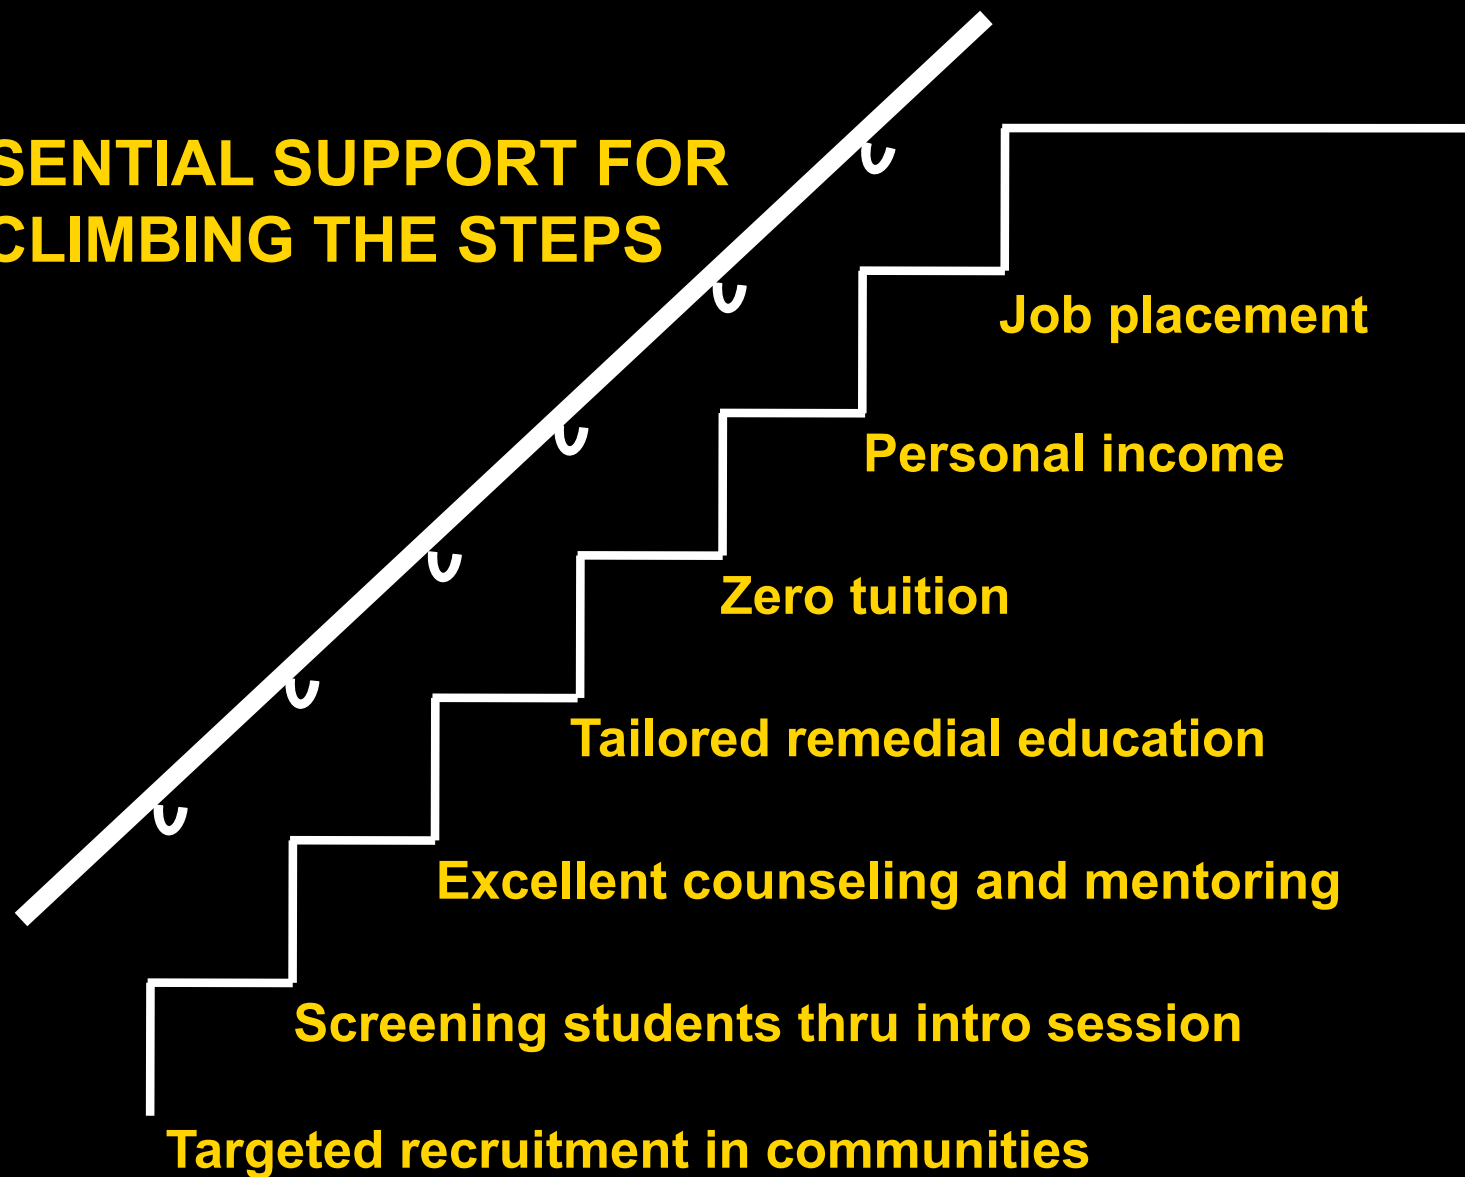 SENTIAL SUPPORT FOR
CLIMBING THE STEPS
Job placement
Personal income
Zero tuition
Tailored remedial education
Excellent counseling and mentoring
Screening students thru intro session
Targeted recruitment in communities